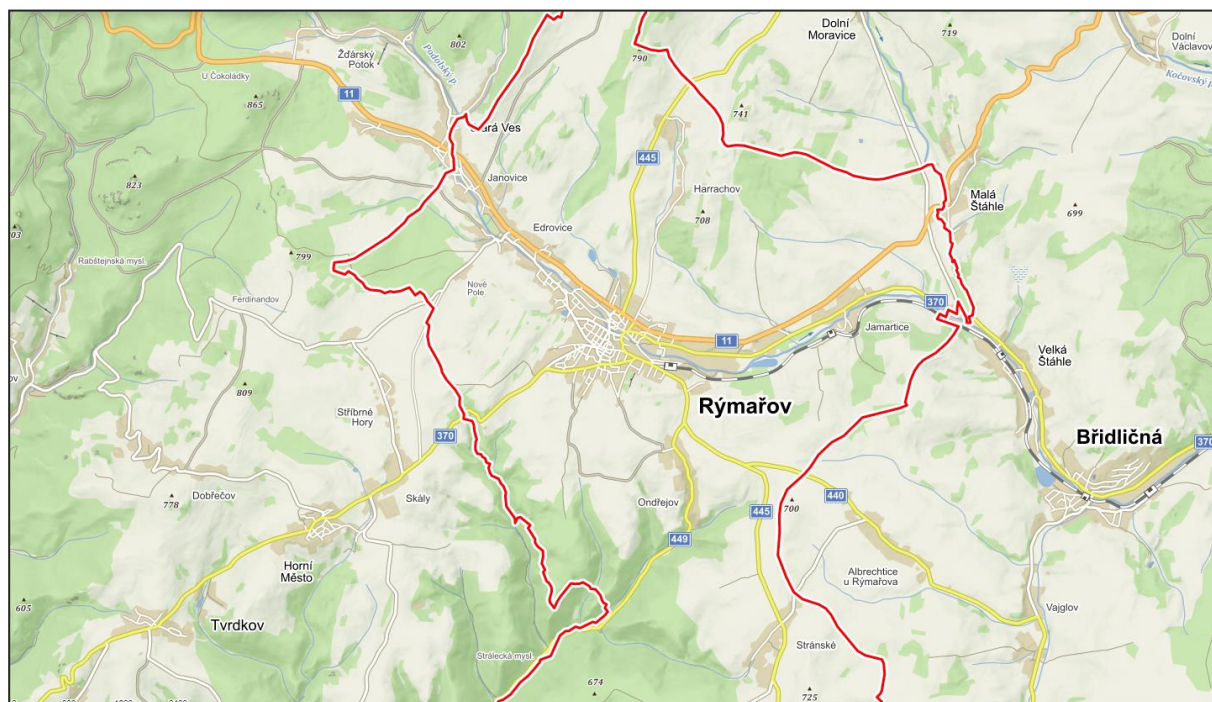 Dolní
Moravice
719
Dolní
Václavov
802
Žďárský
Potok
Podolský p.
790
U Čokoládky
Kočovský p.
865
11
741
Stará Ves
445
Janovice
Harrachov
Malá
Štáhle
823
708
699
Edrovice
799
Rabštejnská mysl.
Nové
Pole
Ferdinandov
370
11
Jamartice
Velká
Štáhle
809
Rýmařov
Stříbrné
Hory
370
Břidličná
370
Dobřečov
778
Skály
Ondřejov
445
700
440
449
Horní
Město
Albrechtice
u Rýmařova
605
Vajglov
Tvrdkov
Strálecká mysl.
Stránské
674
725